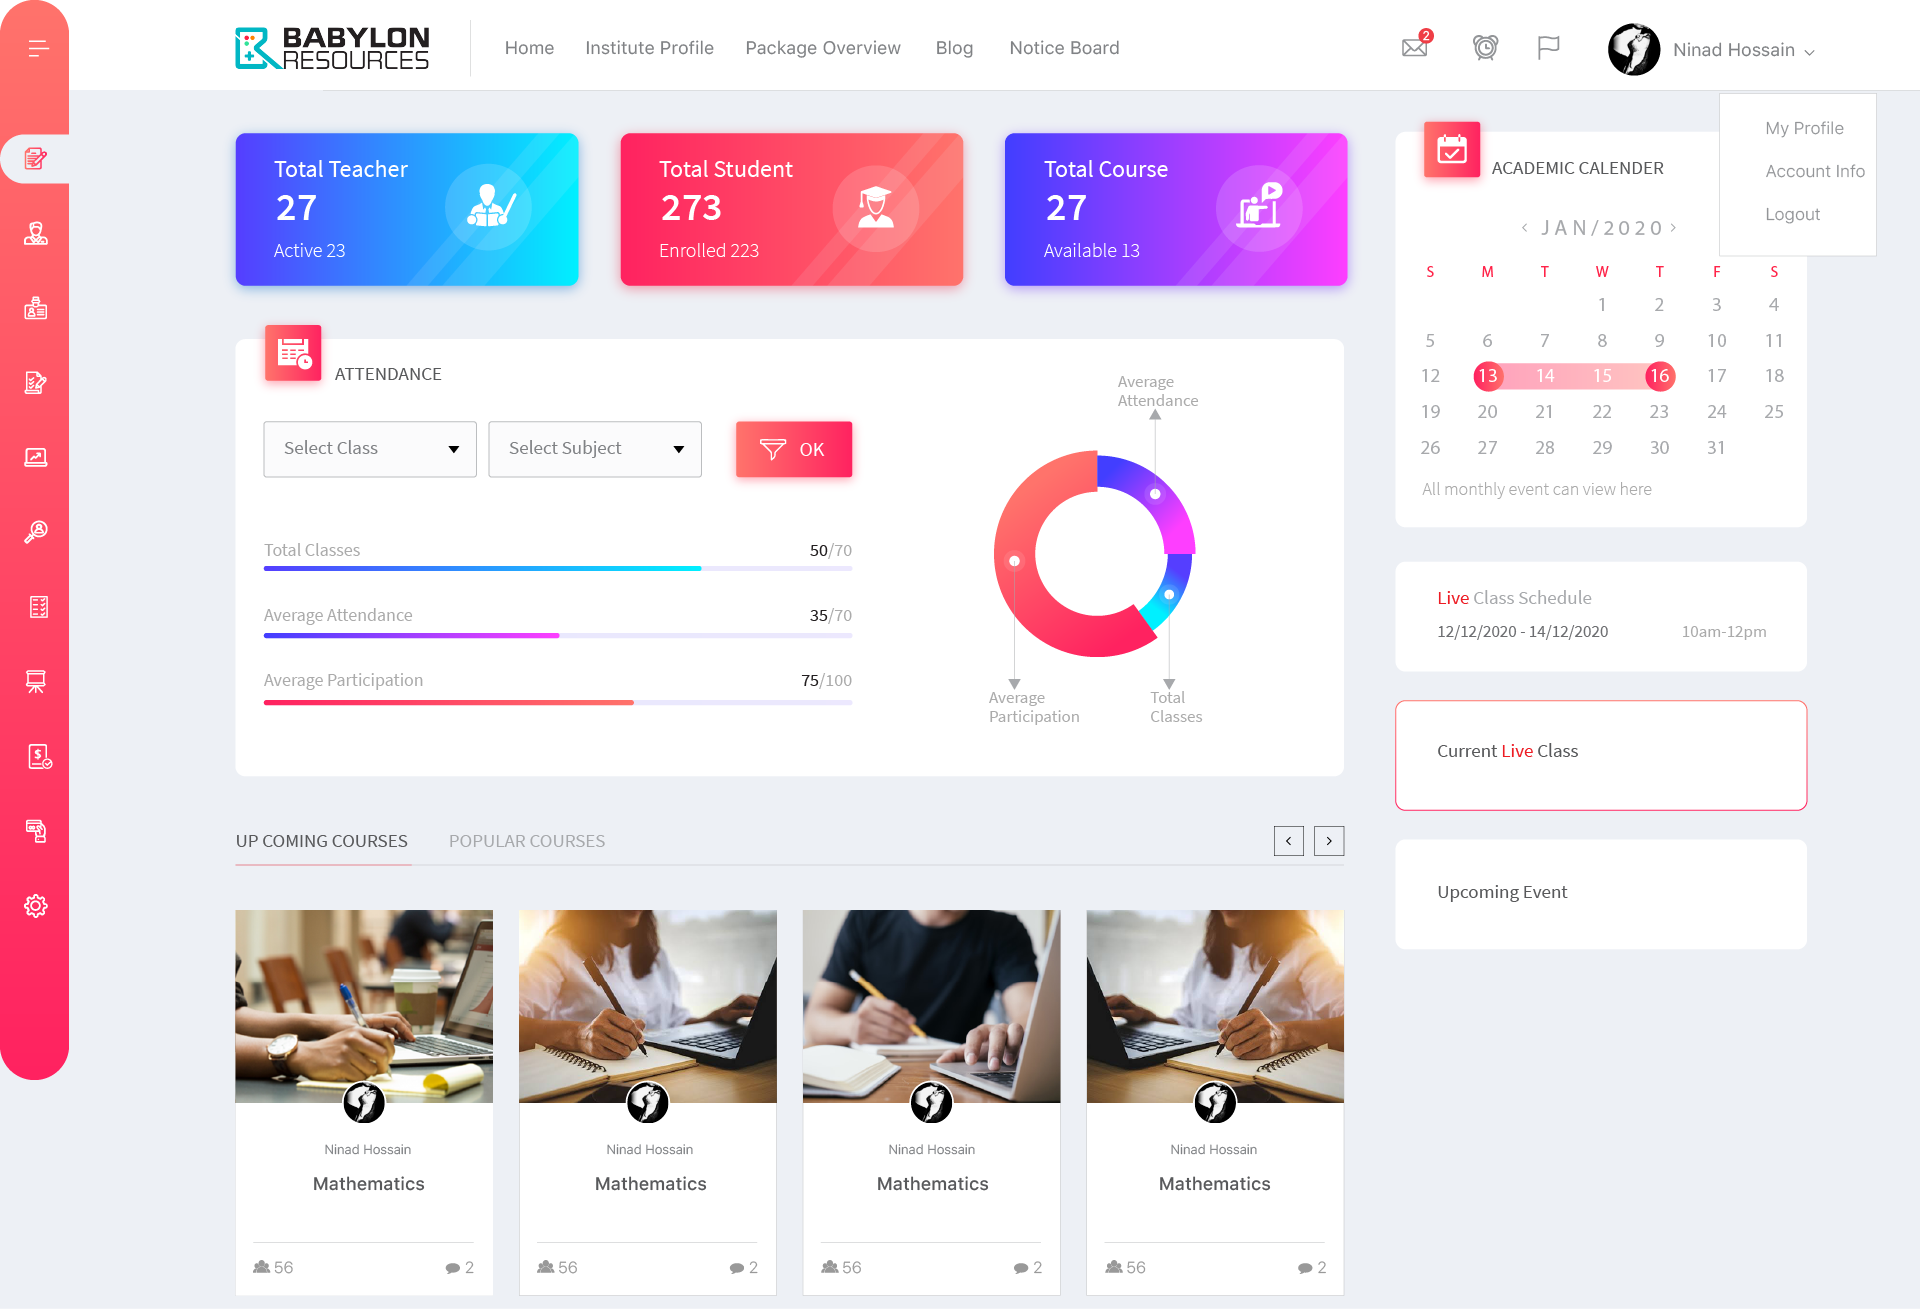 BABYLON
RESOURCES
Home
Institute Profile
Package Overview
Blog
Notice Board
2
Ninad Hossain
My Profile
Account Info
Logout
Total Teacher
27
Active 23
Total Student
273
Enrolled 223
Total Course
27
Available 13
ACADEMIC CALENDER
JAN/2020
S M T W T F S
1 2 3 4
5 6 7 8 9 10 11
12 13 14 15 16 17 18
19 20 21 22 23 24 25
26 27 28 29 30 31
All monthly event can view here
ATTENDANCE
Select Class
Select Subject
OK
Total Classes 50/70
Average Attendance 35/70
Average Participation 75/100
Average
Attendance
Average
Participation
Total
Classes
Live Class Schedule
12/12/2020 - 14/12/2020 10am-12pm
Current Live Class
Upcoming Event
UP COMING COURSES
POPULAR COURSES
Ninad Hossain
Mathematics
56 2
Ninad Hossain
Mathematics
56 2
Ninad Hossain
Mathematics
56 2
Ninad Hossain
Mathematics
56 2